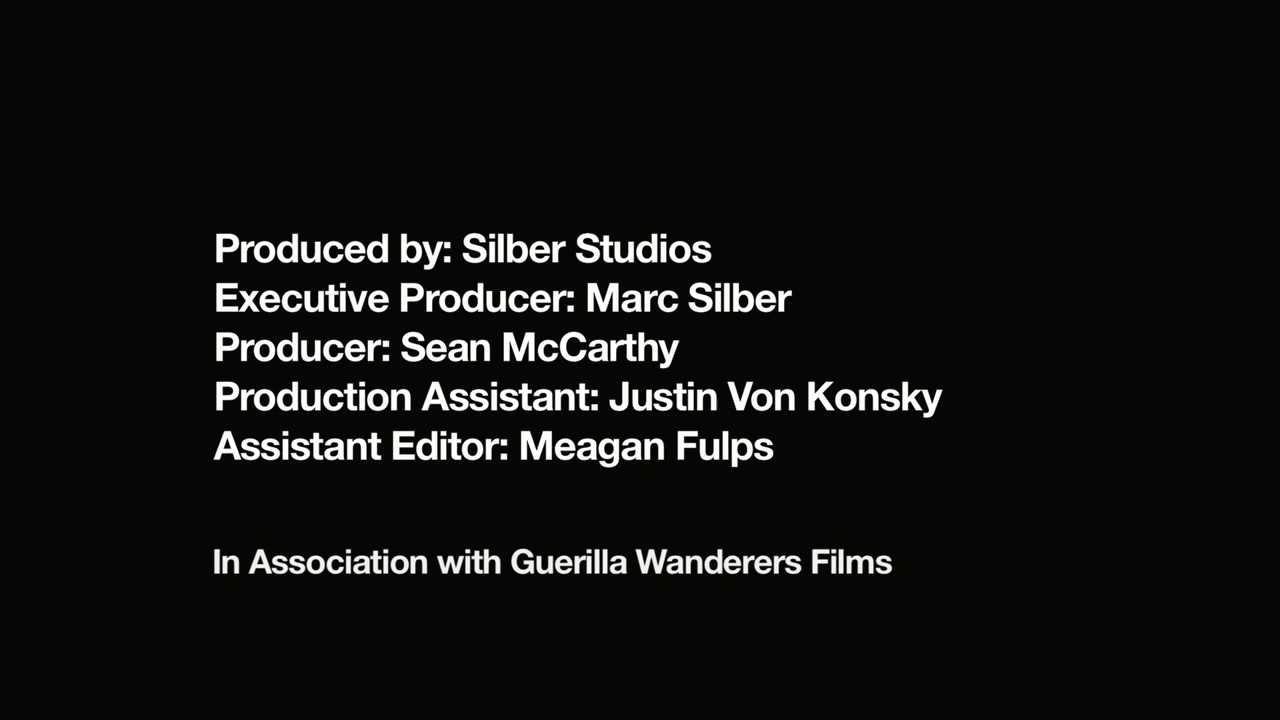 Produced by: Silber Studios
Executive Producer: Marc Silber
Producer: Sean McCarthy
Production Assistant: Justin Von Konsky
Assistant Editor: Meagan Fulps
In Association with Guerilla Wanderers Films